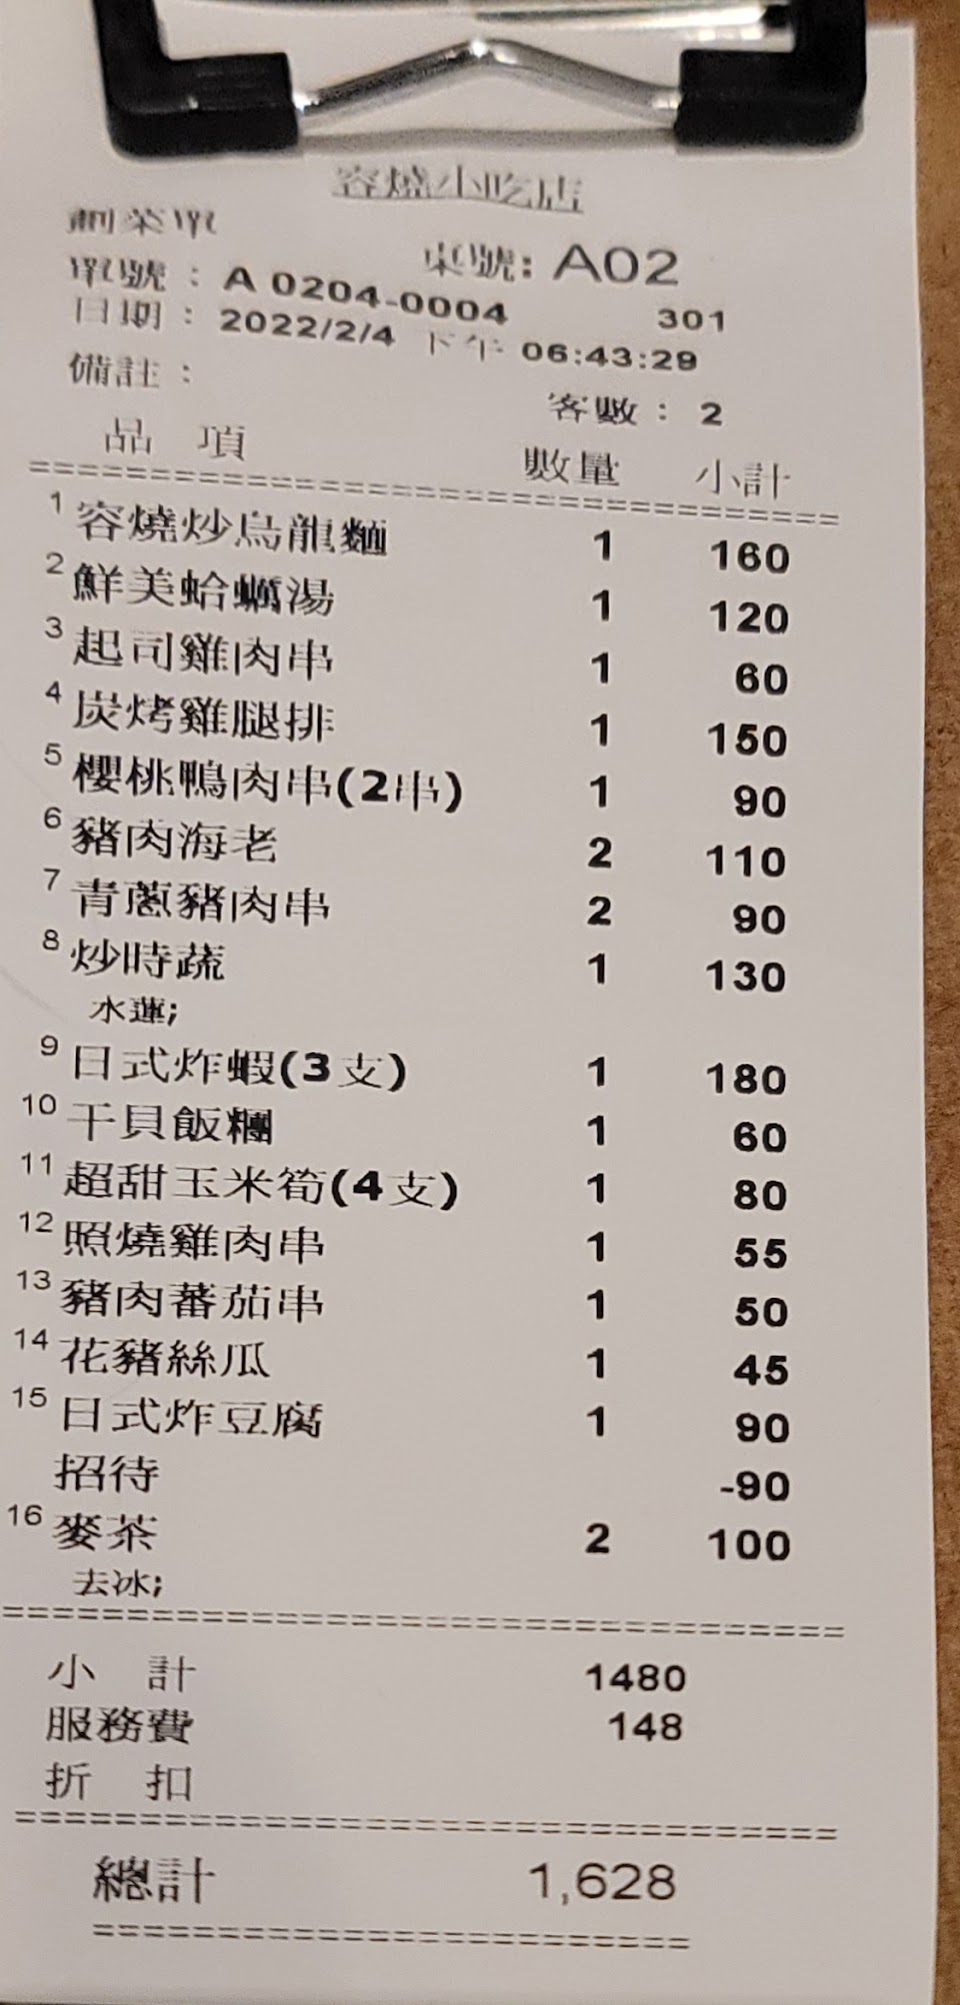 容燒小吃店
劃菜單
桌號: A02
單號 : A 0204-0004 301
日期 : 2022/2/4 下午 06:43:29
備註 :
客數 : 2
品 項 數量 小計
================================
1 容燒炒烏龍麵 1 160
2 鮮美蛤蠣湯 1 120
3 起司雞肉串 1 60
4 炭烤雞腿排 1 150
5 櫻桃鴨肉串(2串) 1 90
6 豬肉海老 2 110
7 青蔥豬肉串 2 90
8 炒時蔬 1 130
水蓮;
9 日式炸蝦(3支) 1 180
10 干貝飯糰 1 60
11 超甜玉米筍(4支) 1 80
12 照燒雞肉串 1 55
13 豬肉蕃茄串 1 50
14 花豬絲瓜 1 45
15 日式炸豆腐 1 90
招待 -90
16 麥茶 2 100
去冰;
================================
小 計 1480
服務費 148
折 扣
================================
總計 1,628
=======================